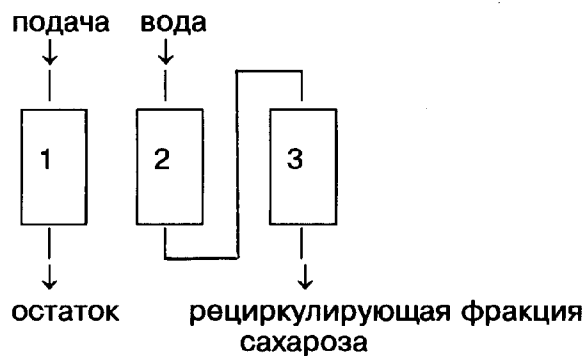 подача вода
1 2 3
остаток рециркулирующая фракция
сахароза